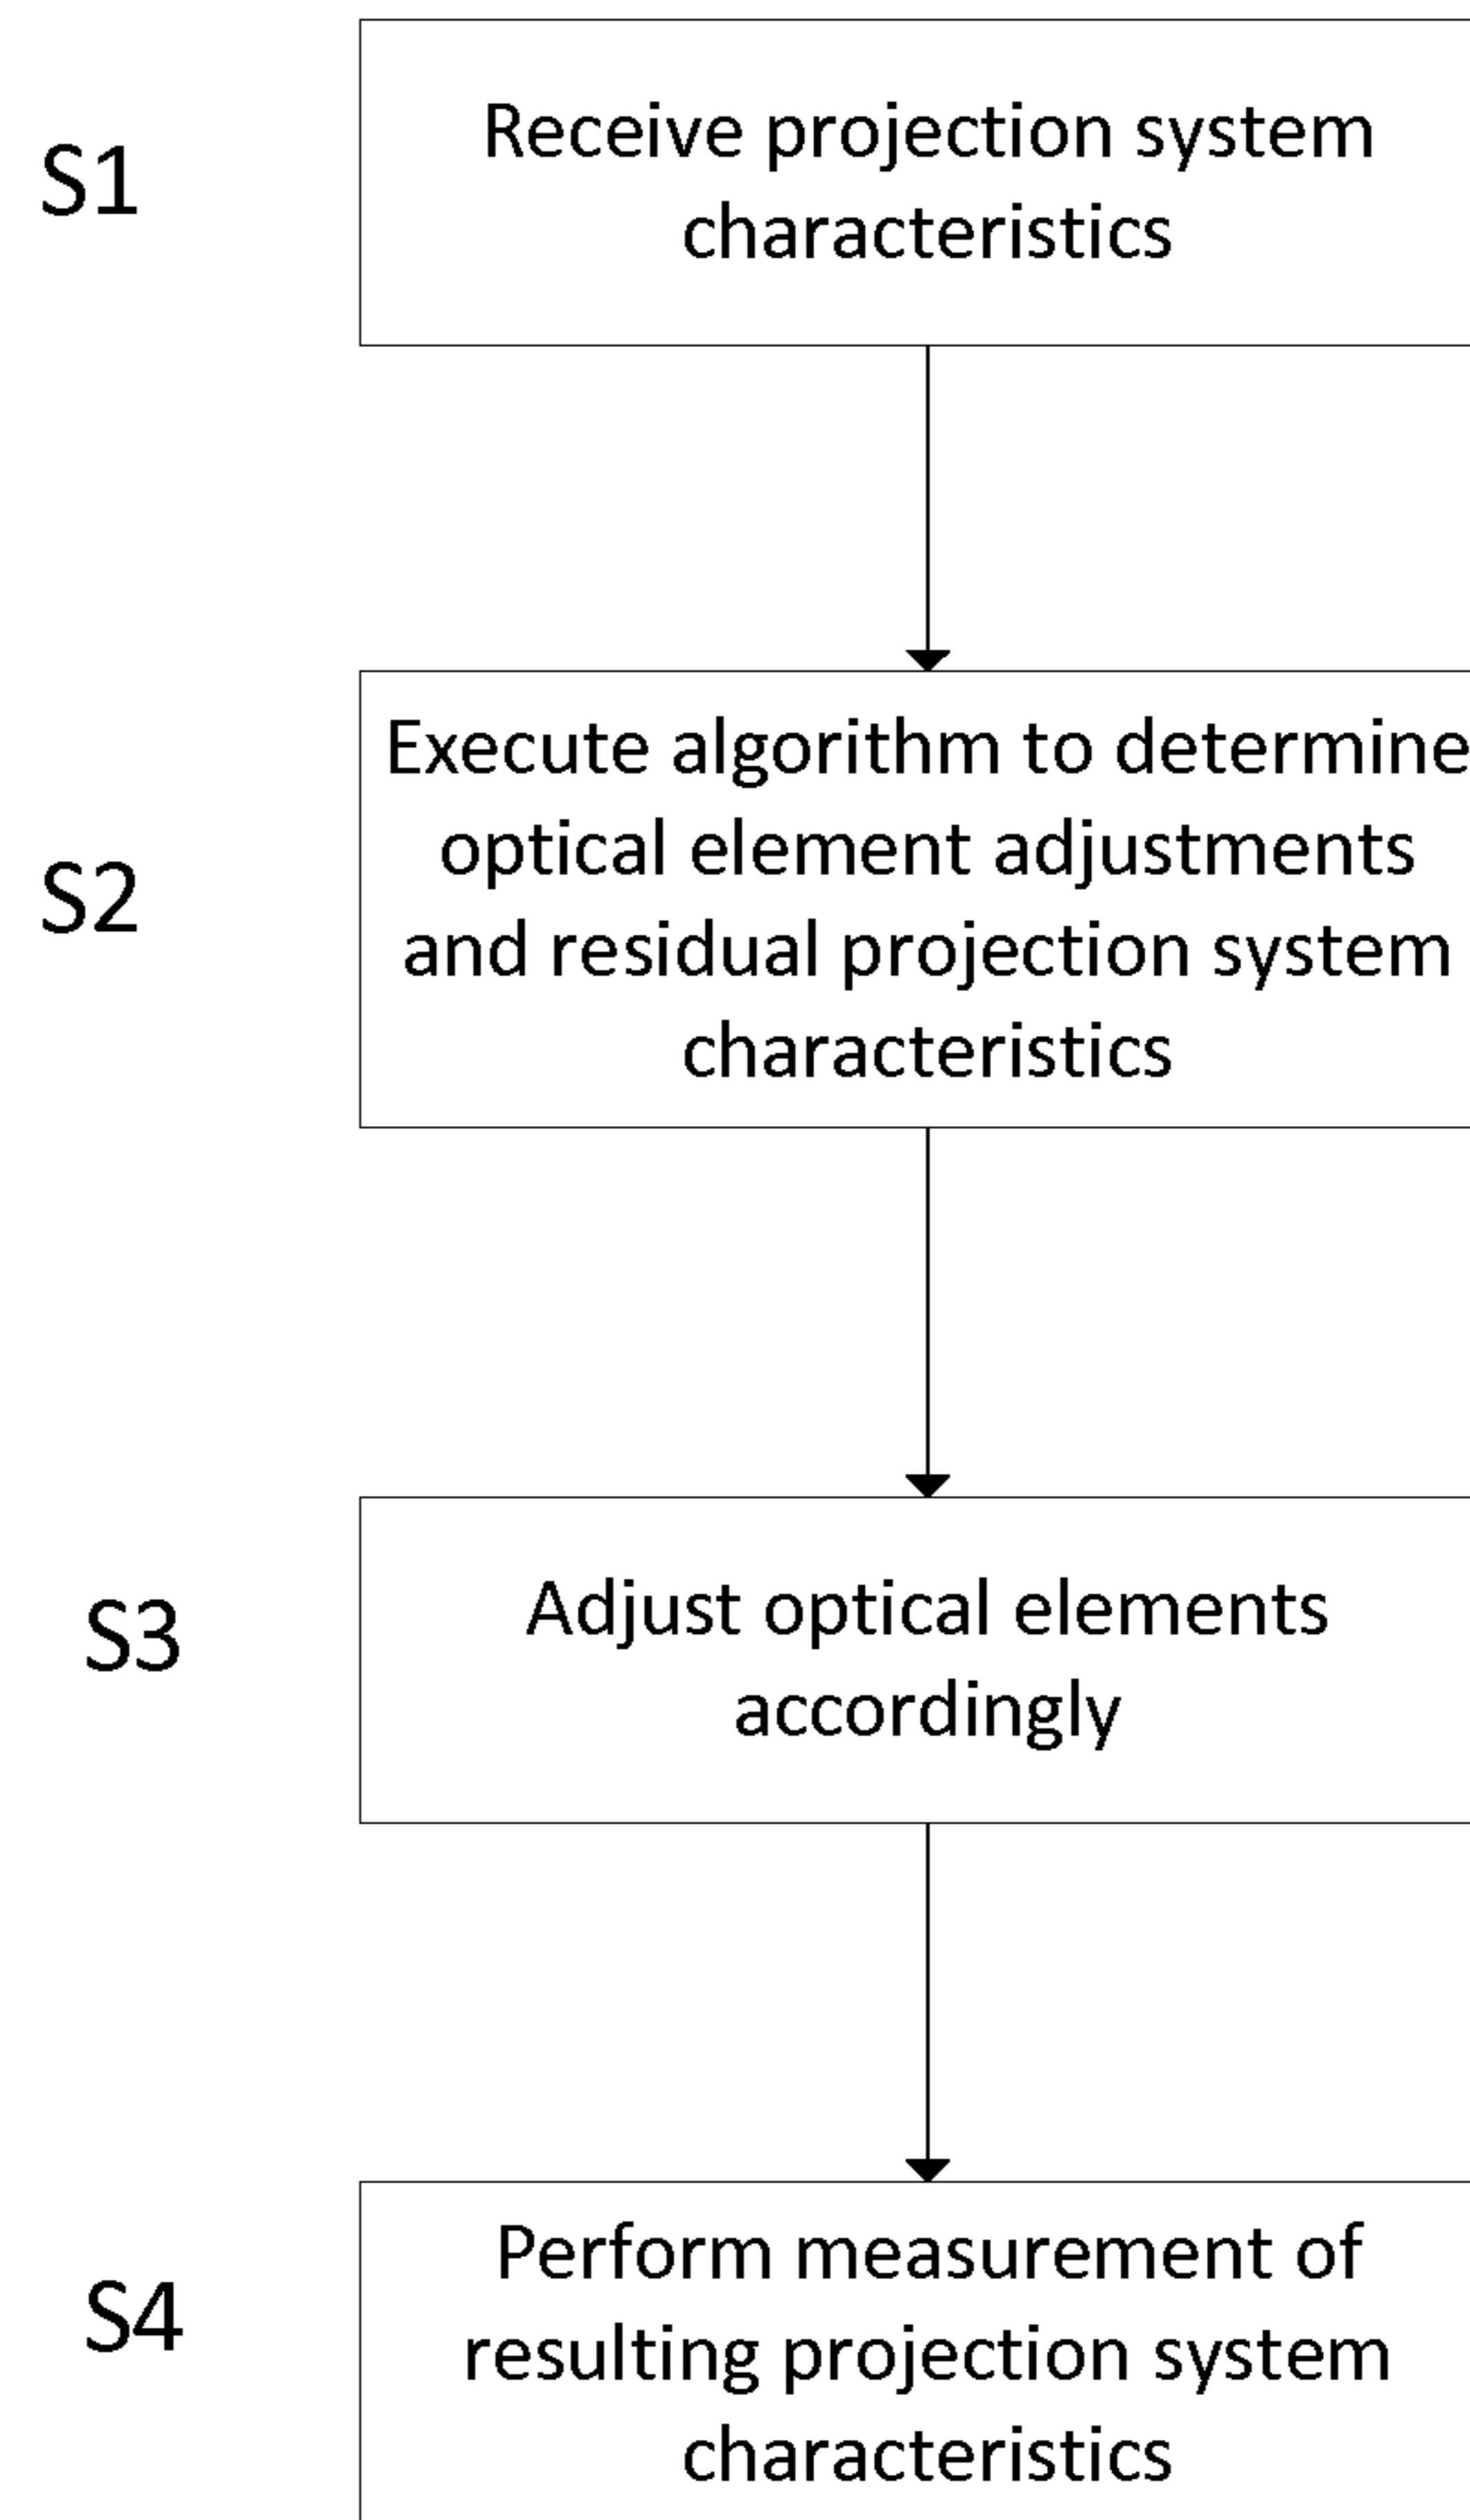 S1
Receive projection system
characteristics
S2
Execute algorithm to determine
optical element adjustments
and residual projection system
characteristics
S3
Adjust optical elements
accordingly
S4
Perform measurement of
resulting projection system
characteristics